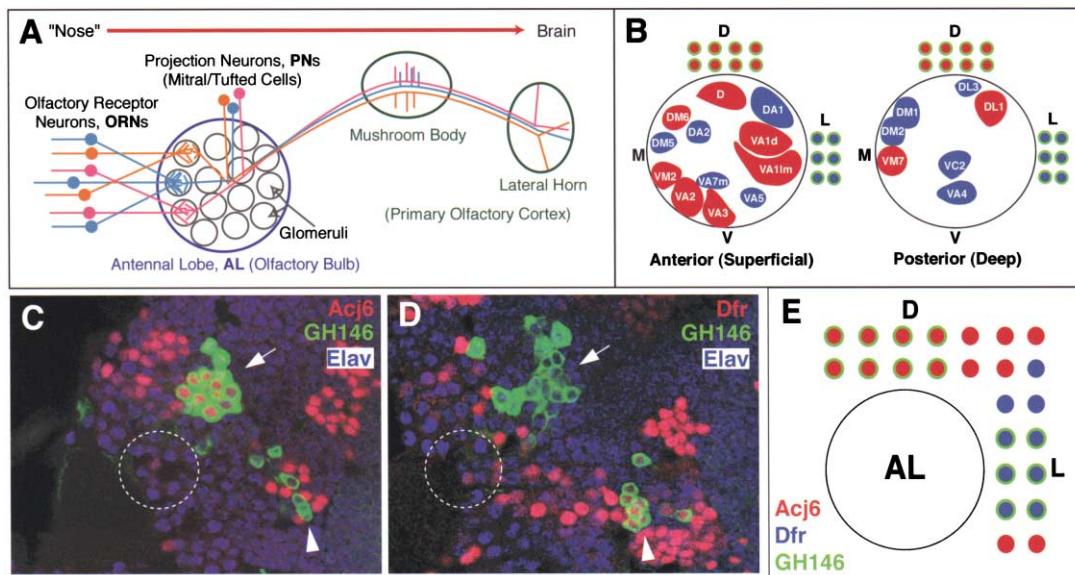 A
"Nose"
Brain
Projection Neurons, PNs
(Mitral/Tufted Cells)
Olfactory Receptor
Neurons, ORNs
Mushroom Body
Lateral Horn
(Primary Olfactory Cortex)
Glomeruli
Antennal Lobe, AL (Olfactory Bulb)
B
D
D
L
L
M
M
V
V
D
DA1
DM6
DA2
DM5
VA1d
VA1lm
VM2
VA7m
VA2
VA3
VA5
DL3
DL1
DM1
DM2
VM7
VC2
VA4
Anterior (Superficial)
Posterior (Deep)
C
Acj6
GH146
Elav
D
Dfr
GH146
Elav
E
D
AL
L
Acj6
Dfr
GH146